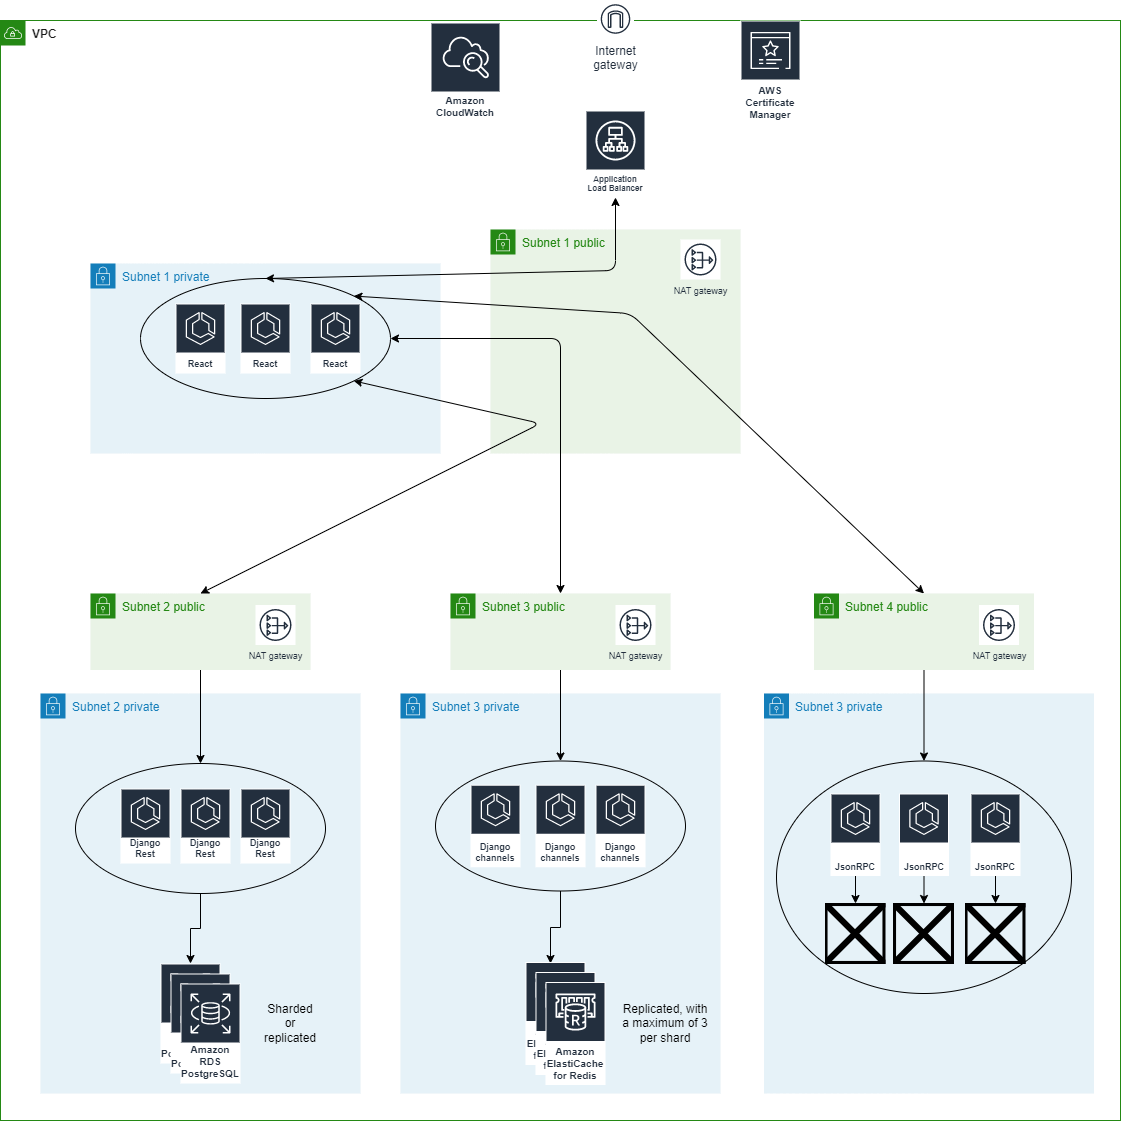 VPC
Internet
gateway
Amazon
CloudWatch
AWS
Certificate
Manager
Application
Load Balancer
Subnet 1 public
NAT gateway
Subnet 1 private
React
React
React
Subnet 2 public
NAT gateway
Subnet 3 public
NAT gateway
Subnet 4 public
NAT gateway
Subnet 2 private
Django
Rest
Django
Rest
Django
Rest
Sharded
or
replicated
Amazon
RDS
PostgreSQL
Subnet 3 private
Django
channels
Django
channels
Django
channels
R
Replicated, with
a maximum of 3
per shard
Amazon
ElastiCache
for Redis
Subnet 3 private
JsonRPC
JsonRPC
JsonRPC